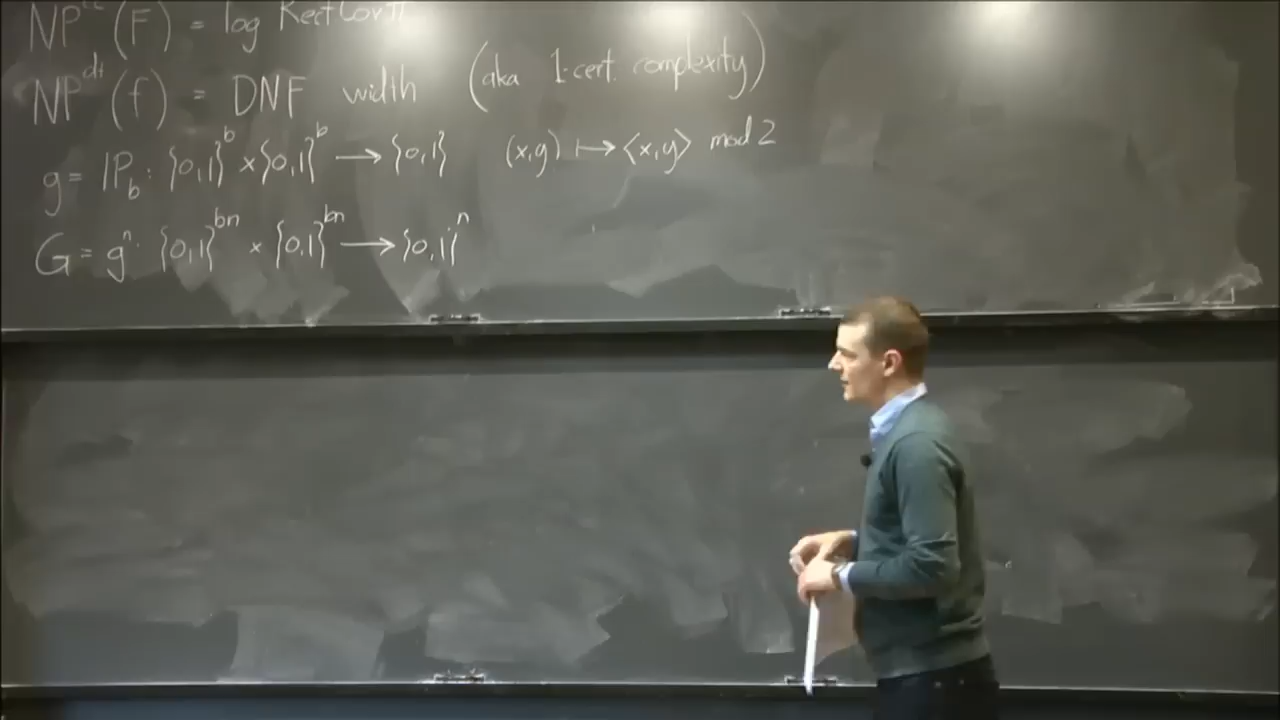 NP^cc (F) = log RectCov
NP^dt (f) = DNF width (aka 1-cert. complexity)
g = IP_b : {0,1}^b × {0,1}^b → {0,1} (x,y) ↦ <x,y> mod 2
G = g^n : {0,1}^bn × {0,1}^bn → {0,1}^n